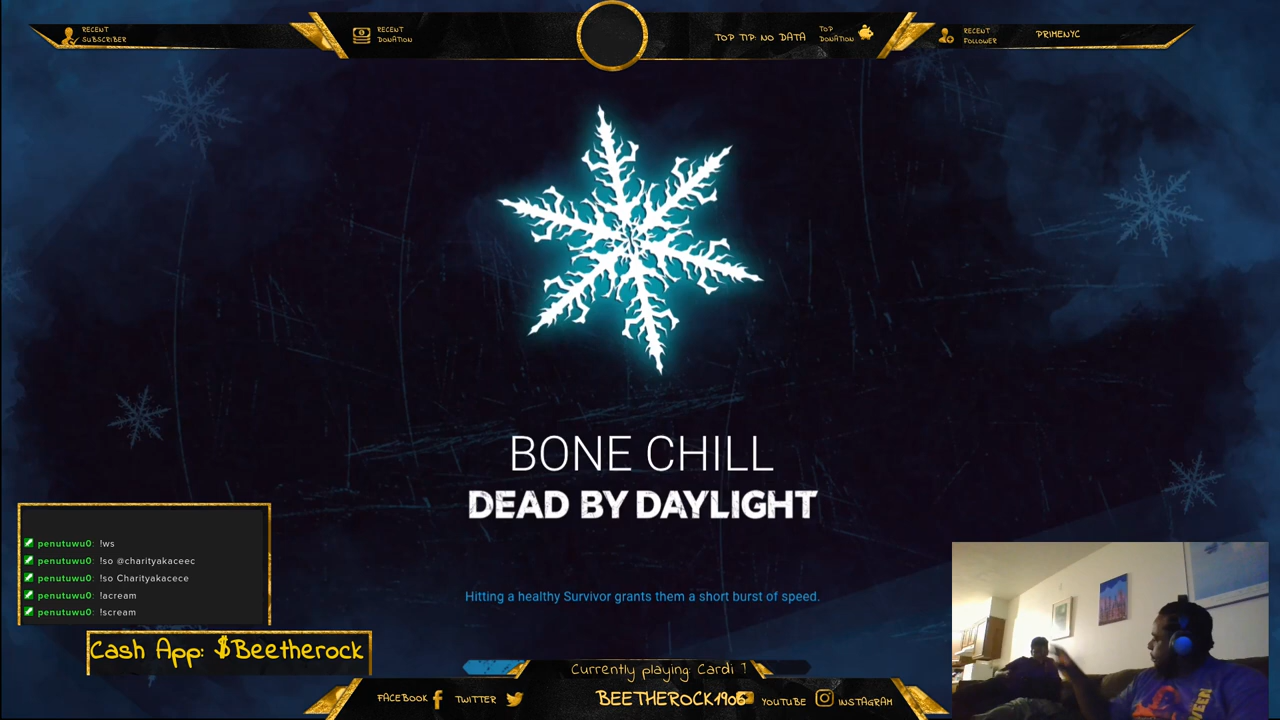 RECENT
SUBSCRIBER
RECENT
DONATION
TOP TIP: NO DATA
TOP
DONATION
RECENT
FOLLOWER
PRIMENYC
BONE CHILL
DEAD BY DAYLIGHT
Hitting a healthy Survivor grants them a short burst of speed.
penutuwu0: !ws
penutuwu0: !so @charityakaceec
penutuwu0: !so Charityakacece
penutuwu0: !acream
penutuwu0: !scream
Cash App: $Beetherock
Currently playing: Cardi
FACEBOOK
TWITTER
BEETHEROCK1906
YOUTUBE
INSTAGRAM